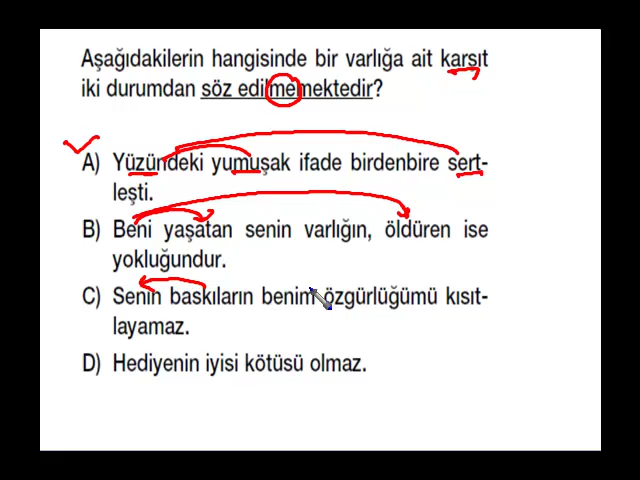 Aşağıdakilerin hangisinde bir varlığa ait karşıt
iki durumdan söz edilmemektedir?
A) Yüzündeki yumuşak ifade birdenbire sert-
leşti.
B) Beni yaşatan senin varlığın, öldüren ise
yokluğundur.
C) Senin baskıların benim özgürlüğümü kısıt-
layamaz.
D) Hediyenin iyisi kötüsü olmaz.